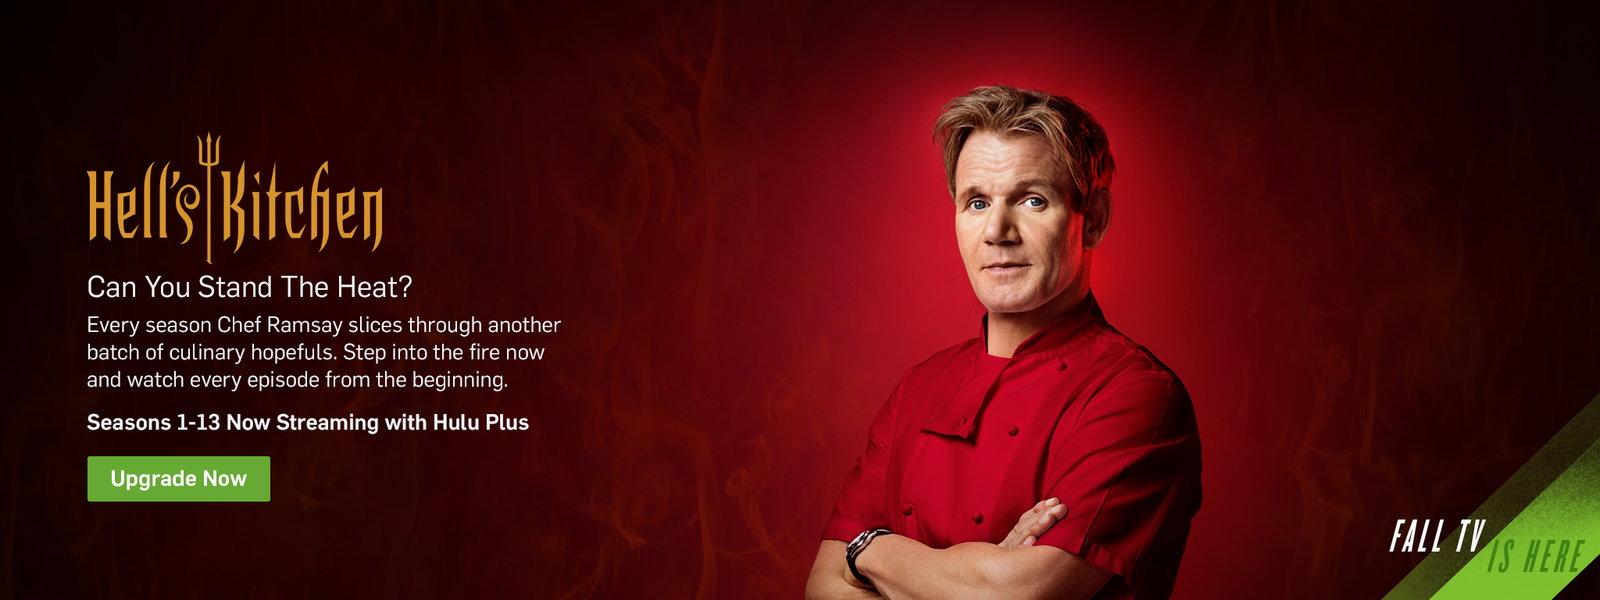 Hell's Kitchen
Can You Stand The Heat?
Every season Chef Ramsay slices through another
batch of culinary hopefuls. Step into the fire now
and watch every episode from the beginning.
Seasons 1-13 Now Streaming with Hulu Plus
Upgrade Now
FALL TV
IS HERE